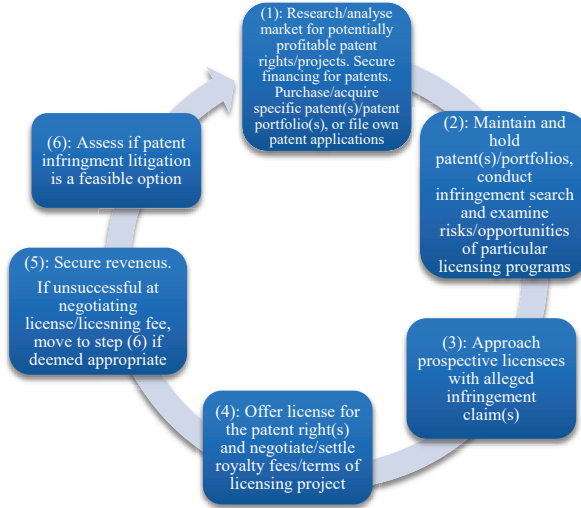 (1): Research/analyse
market for potentially
profitable patent
rights/projects. Secure
financing for patents.
Purchase/acquire
specific patent(s)/patent
portfolio(s), or file own
patent applications
(2): Maintain and
hold
patent(s)/portfolios,
conduct
infringement search
and examine
risks/opportunities
of particular
licensing programs
(3): Approach
prospective licensees
with alleged
infringement
claim(s)
(4): Offer license for
the patent right(s)
and negotiate/settle
royalty fees/terms of
licensing project
(5): Secure reveneus.
If unsuccessful at
negotiating
license/licesning fee,
move to step (6) if
deemed appropriate
(6): Assess if patent
infringment litigation
is a feasible option